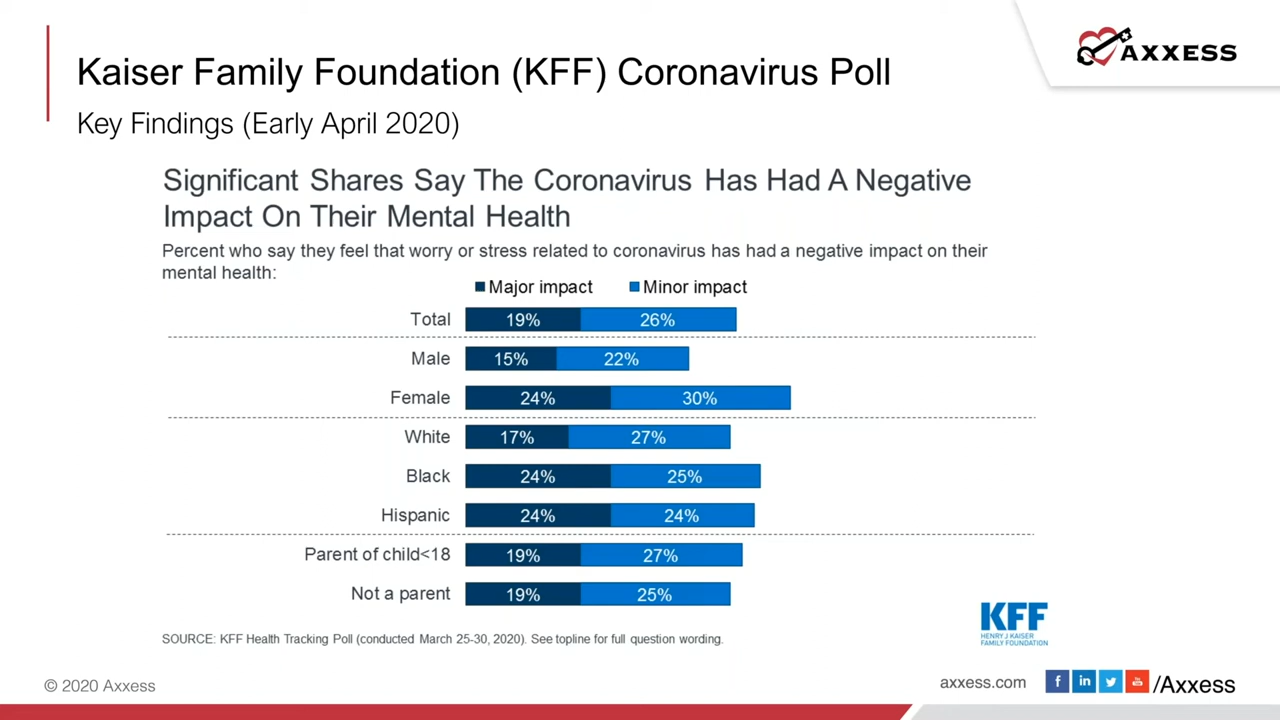 AXXESS
Kaiser Family Foundation (KFF) Coronavirus Poll
Key Findings (Early April 2020)
Significant Shares Say The Coronavirus Has Had A Negative
Impact On Their Mental Health
Percent who say they feel that worry or stress related to coronavirus has had a negative impact on their
mental health:
Major impact Minor impact
Total 19% 26%
Male 15% 22%
Female 24% 30%
White 17% 27%
Black 24% 25%
Hispanic 24% 24%
Parent of child<18 19% 27%
Not a parent 19% 25%
KFF
HENRY J KAISER
FAMILY FOUNDATION
SOURCE: KFF Health Tracking Poll (conducted March 25-30, 2020). See topline for full question wording.
© 2020 Axxess
axxess.com f in You Tube /Axxess